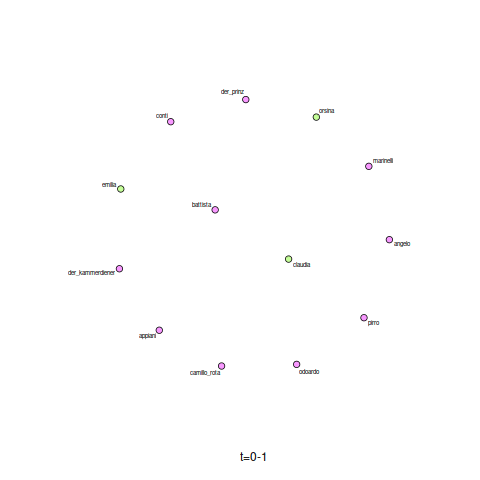 der_prinz
orsina
conti
marinelli
emilia
battista
angelo
claudia
der_kammerdiener
pirro
appiani
camillo_rota
odoardo
t=0-1